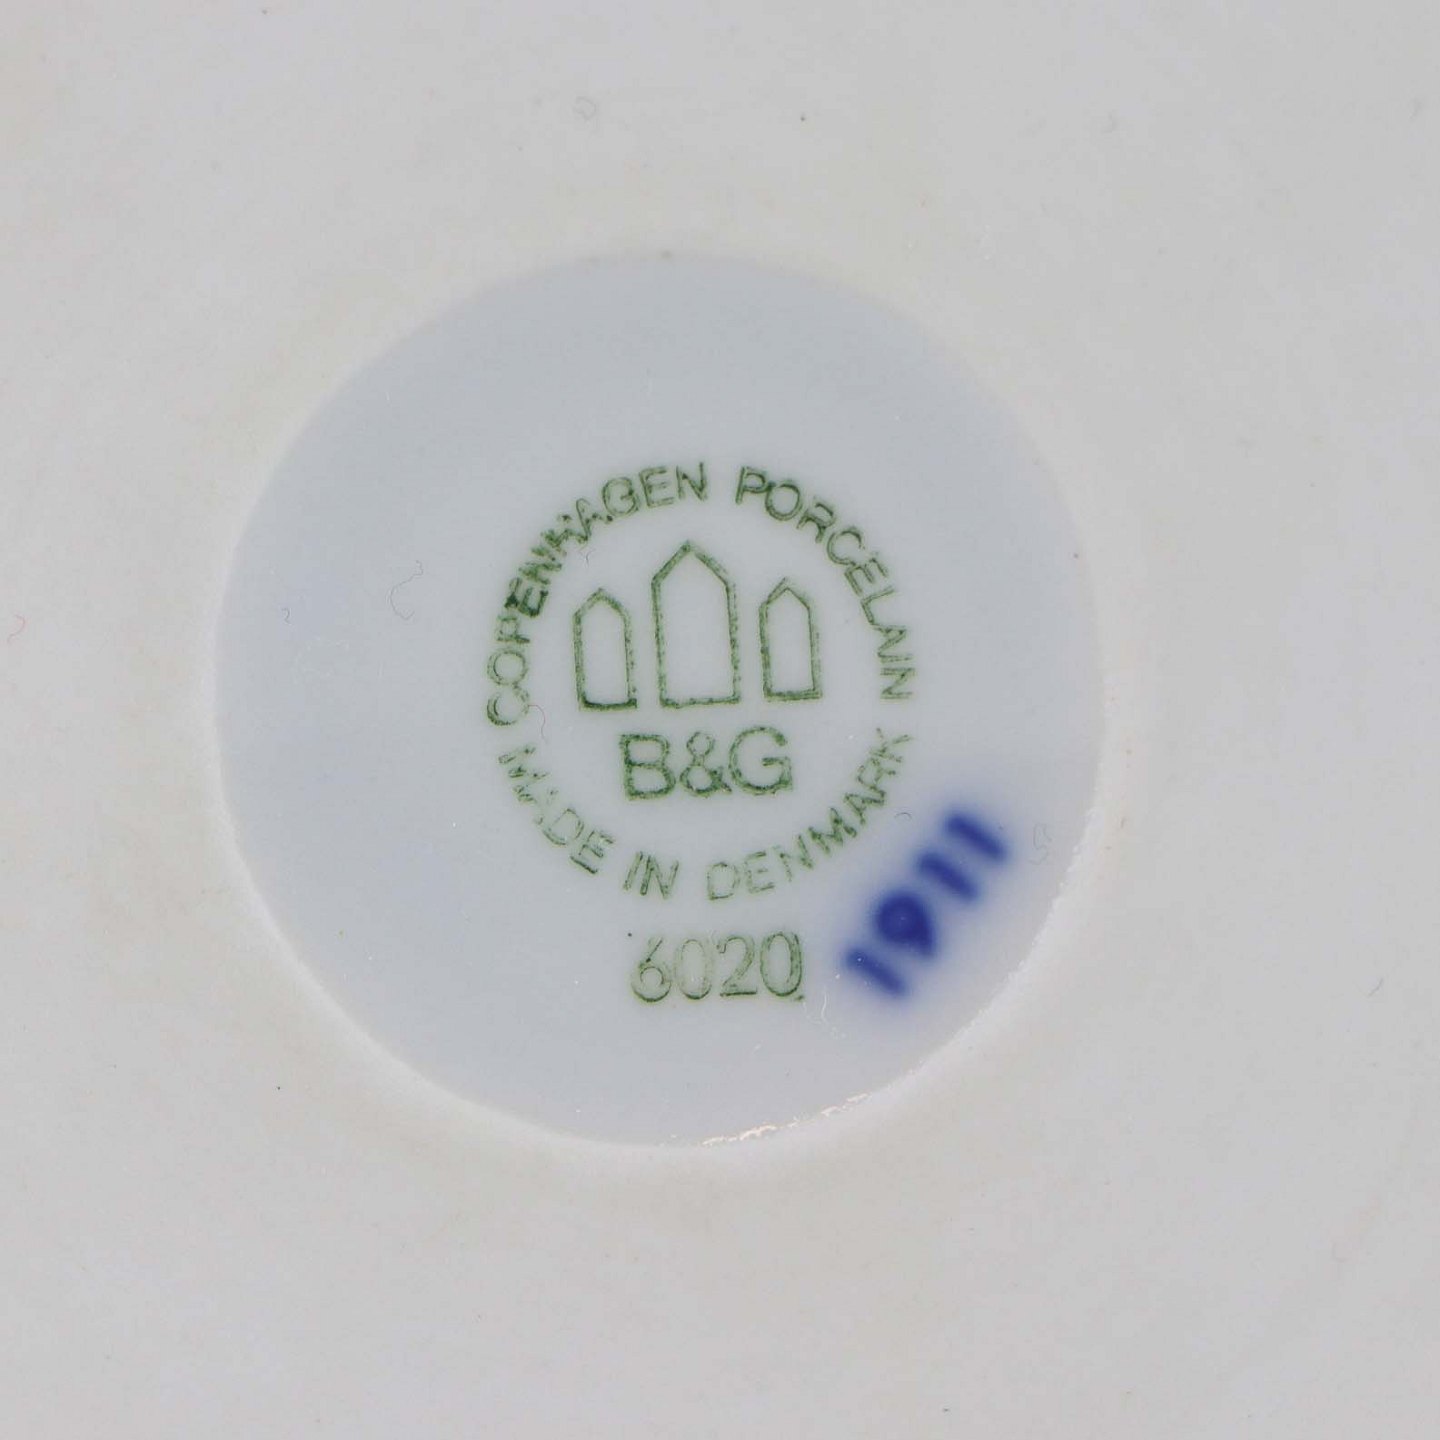 COPENHAGEN PORCELAIN
B&G
MADE IN DENMARK
6020
1911